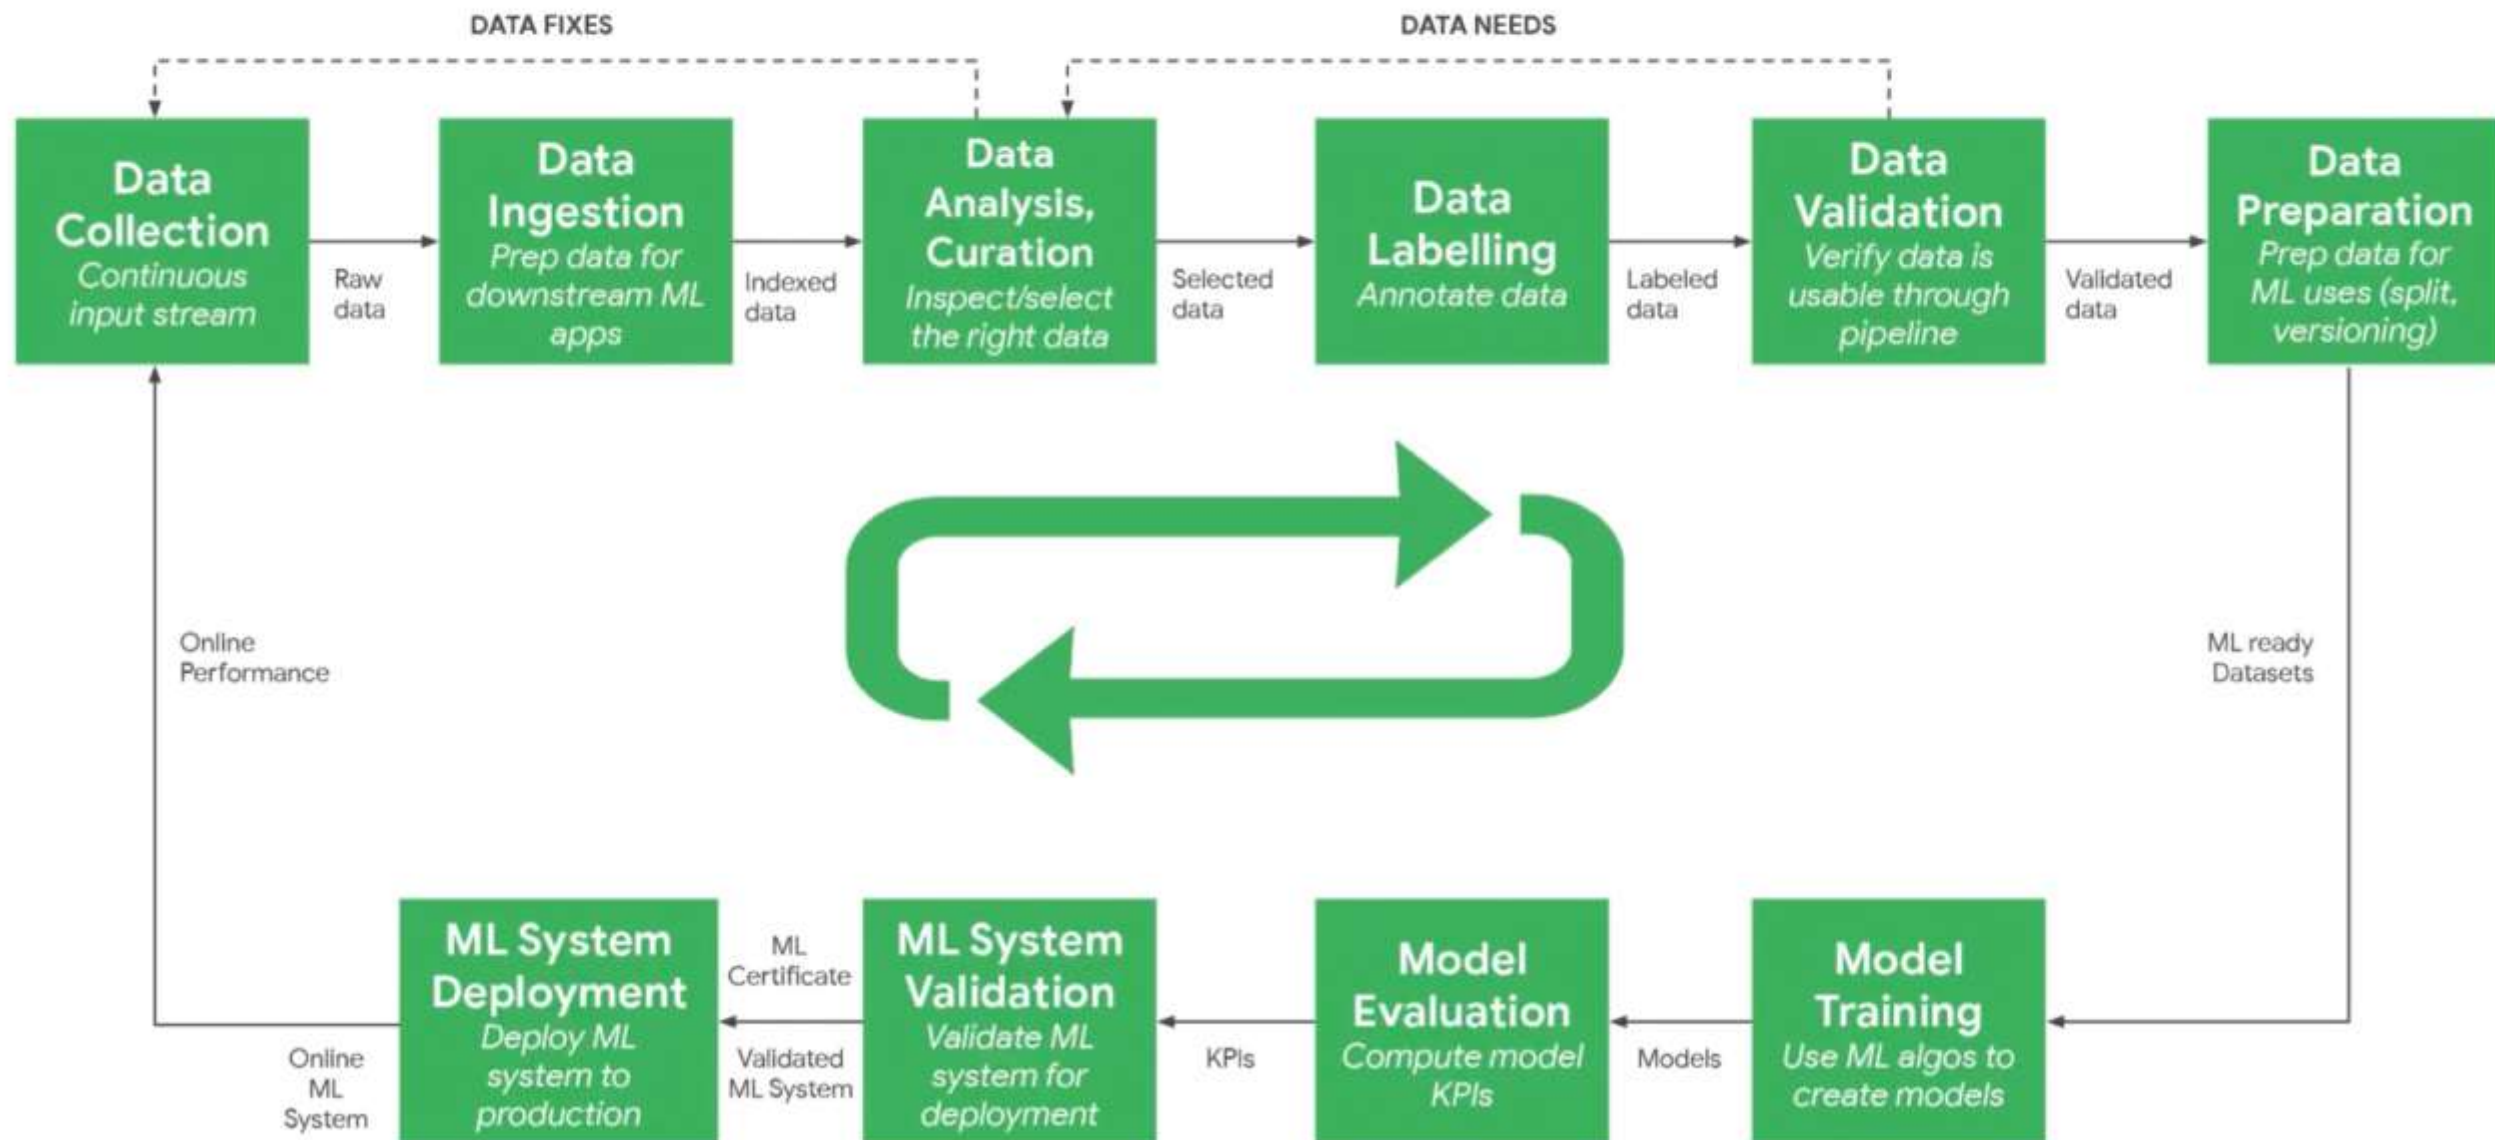 DATA FIXES
DATA NEEDS
Data
Collection
Continuous
input stream
Raw
data
Data
Ingestion
Prep data for
downstream ML
apps
Indexed
data
Data
Analysis,
Curation
Inspect/select
the right data
Selected
data
Data
Labelling
Annotate data
Labeled
data
Data
Validation
Verify data is
usable through
pipeline
Validated
data
Data
Preparation
Prep data for
ML uses (split,
versioning)
Online
Performance
ML ready
Datasets
Online
ML
System
ML System
Deployment
Deploy ML
system to
production
ML
Certificate
Validated
ML System
ML System
Validation
Validate ML
system for
deployment
KPIs
Model
Evaluation
Compute model
KPIs
Models
Model
Training
Use ML algos to
create models